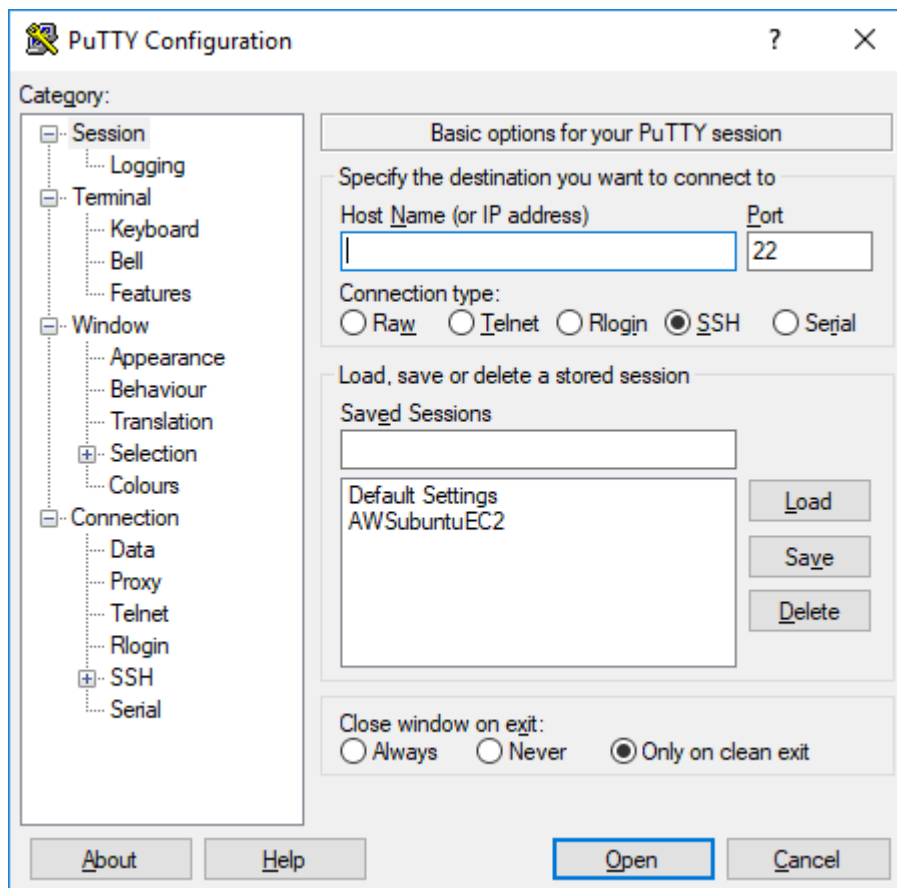 PuTTY Configuration ?
Category:
Session
Logging
Terminal
Keyboard
Bell
Features
Window
Appearance
Behaviour
Translation
Selection
Colours
Connection
Data
Proxy
Telnet
Rlogin
SSH
Serial
Basic options for your PuTTY session
Specify the destination you want to connect to
Host Name (or IP address) Port
22
Connection type:
Raw Telnet Rlogin SSH Serial
Load, save or delete a stored session
Saved Sessions
Default Settings
AWSubuntuEC2
Load
Save
Delete
Close window on exit:
Always Never Only on clean exit
About Help Open Cancel